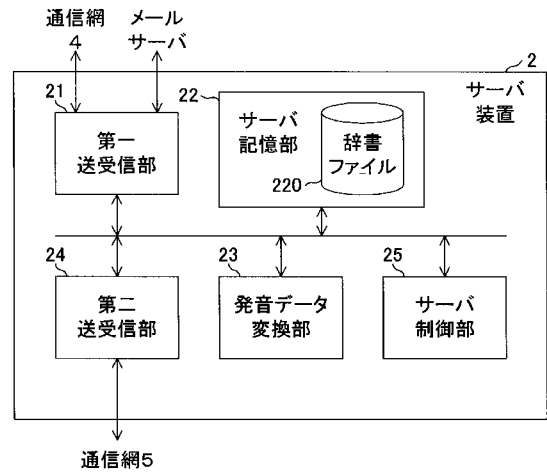 通信網
4
メール
サーバ
2
サーバ
装置
21
第一
送受信部
22
サーバ
記憶部
辞書
ファイル
220
24
第二
送受信部
23
発音データ
変換部
25
サーバ
制御部
通信網5